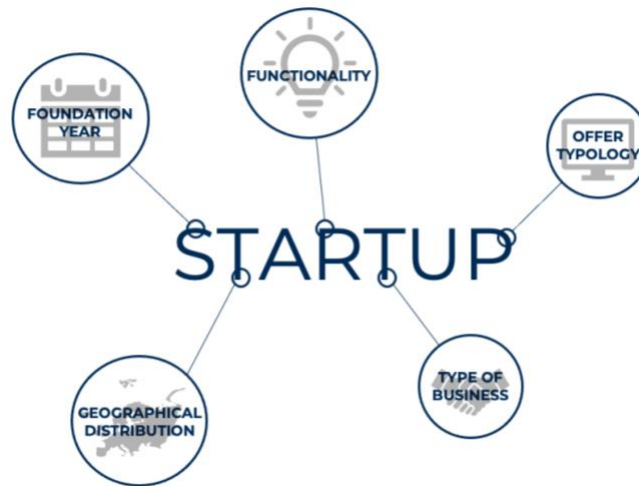 FUNCTIONALITY
FOUNDATION
YEAR
OFFER
TYPOLOGY
STARTUP
GEOGRAPHICAL
DISTRIBUTION
TYPE OF
BUSINESS